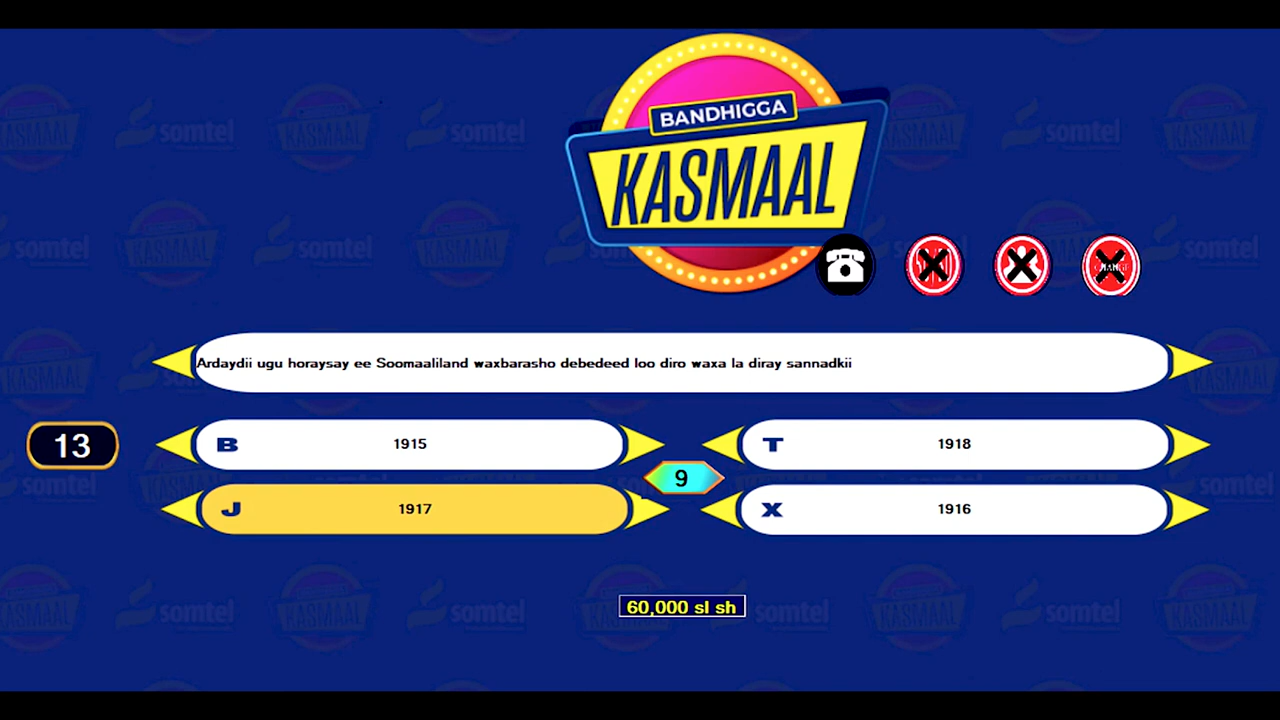 BANDHIGGA
KASMAAL
Ardaydii ugu horaysay ee Soomaaliland waxbarasho debedeed loo diro waxa la diray sannadkii
13
B 1915
T 1918
9
J 1917
X 1916
60,000 sl sh
somtel